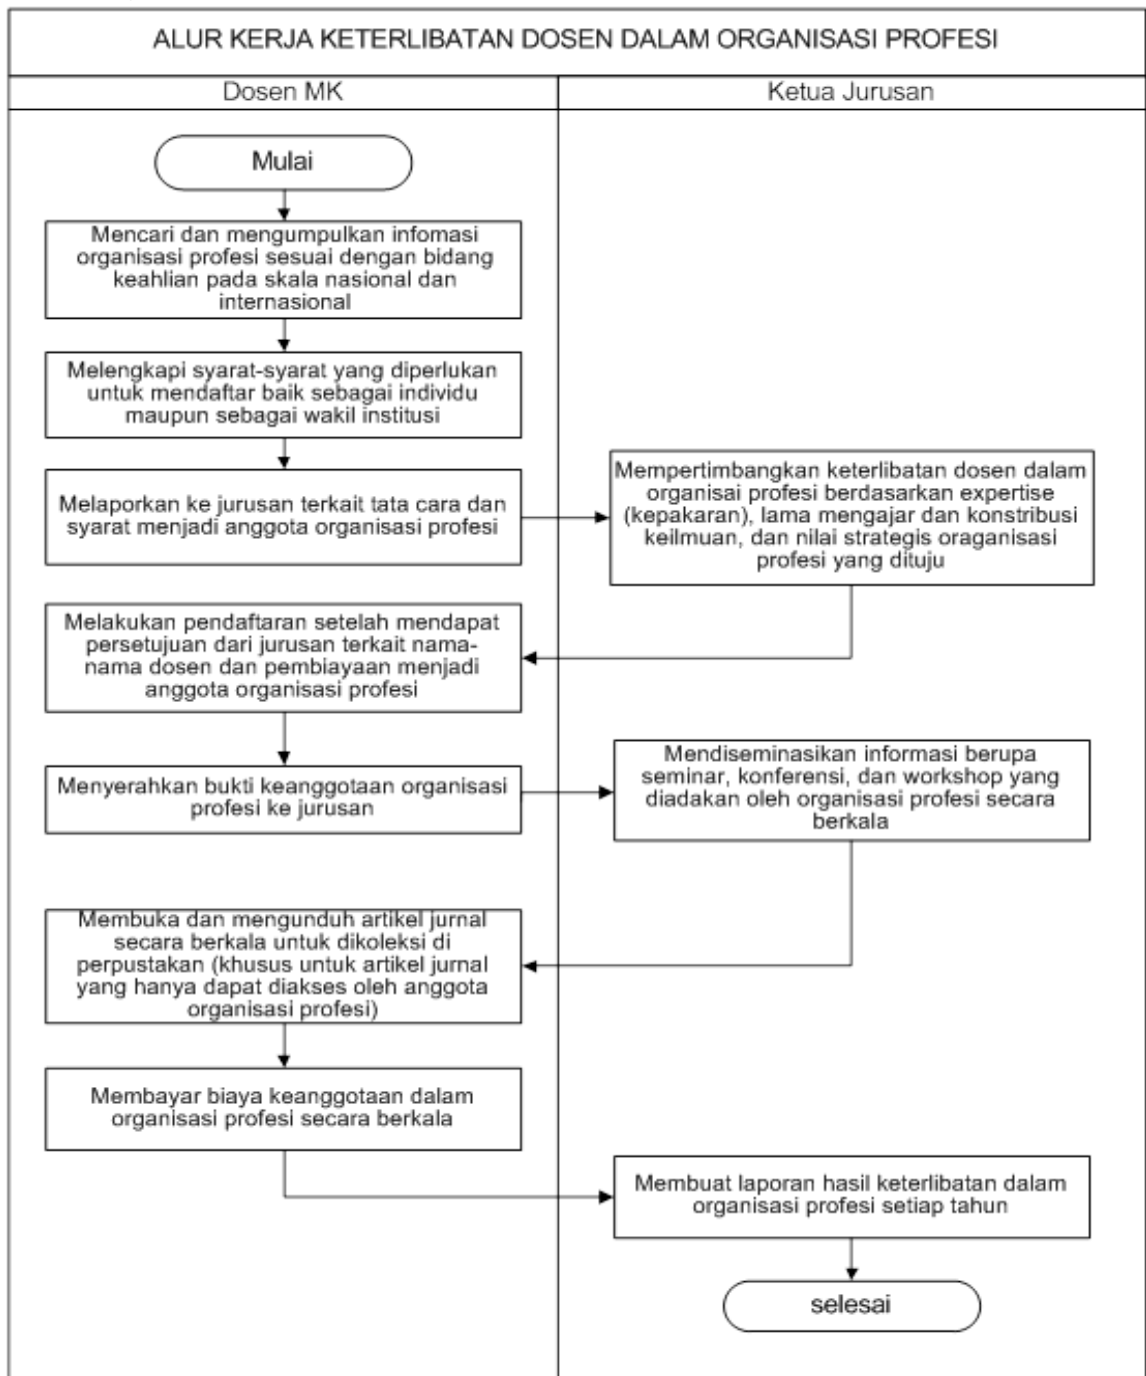 ALUR KERJA KETERLIBATAN DOSEN DALAM ORGANISASI PROFESI
Dosen MK
Ketua Jurusan
Mulai
Mencari dan mengumpulkan infomasi
organisasi profesi sesuai dengan bidang
keahlian pada skala nasional dan
internasional
Melengkapi syarat-syarat yang diperlukan
untuk mendaftar baik sebagai individu
maupun sebagai wakil institusi
Melaporkan ke jurusan terkait tata cara dan
syarat menjadi anggota organisasi profesi
Mempertimbangkan keterlibatan dosen dalam
organisai profesi berdasarkan expertise
(kepakaran), lama mengajar dan konstribusi
keilmuan, dan nilai strategis oraganisasi
profesi yang dituju
Melakukan pendaftaran setelah mendapat
persetujuan dari jurusan terkait nama-
nama dosen dan pembiayaan menjadi
anggota organisasi profesi
Menyerahkan bukti keanggotaan organisasi
profesi ke jurusan
Mendiseminasikan informasi berupa
seminar, konferensi, dan workshop yang
diadakan oleh organisasi profesi secara
berkala
Membuka dan mengunduh artikel jurnal
secara berkala untuk dikoleksi di
perpustakan (khusus untuk artikel jurnal
yang hanya dapat diakses oleh anggota
organisasi profesi)
Membayar biaya keanggotaan dalam
organisasi profesi secara berkala
Membuat laporan hasil keterlibatan dalam
organisasi profesi setiap tahun
selesai